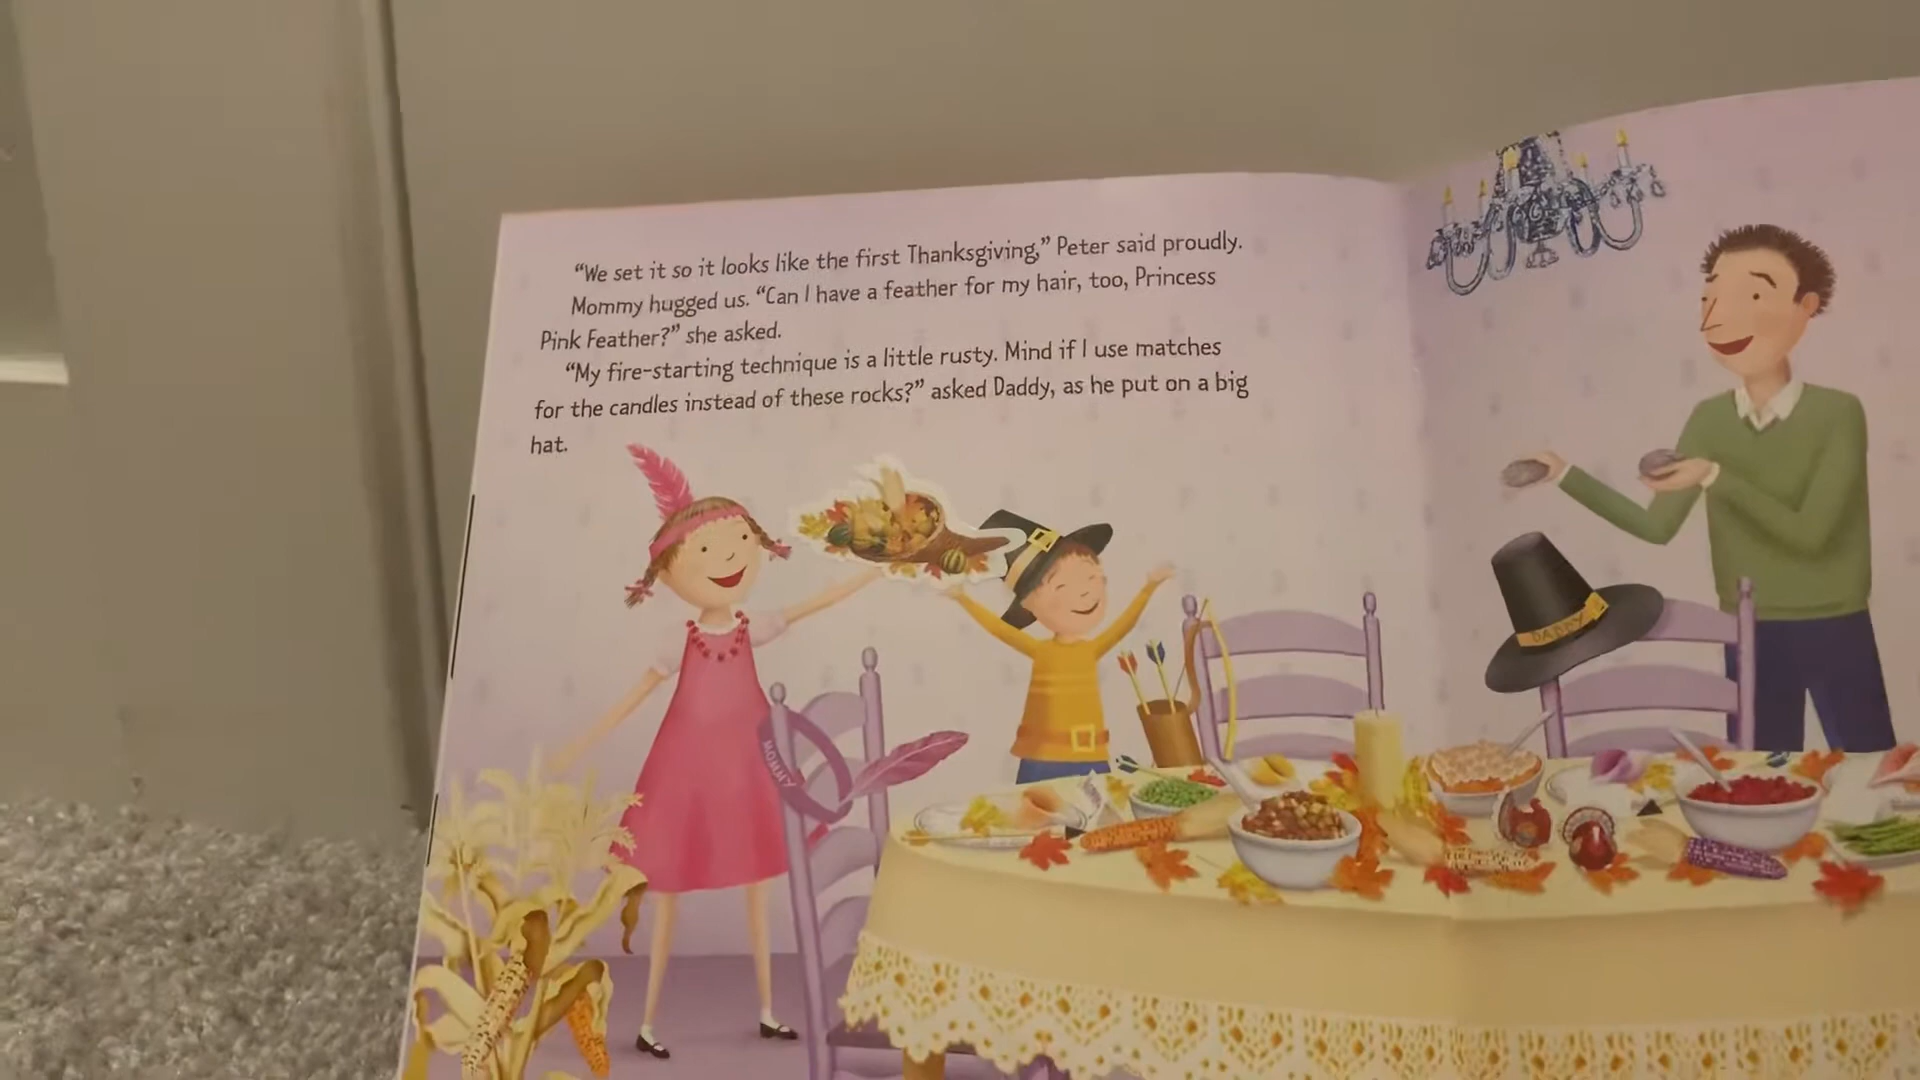 “We set it so it looks like the first Thanksgiving,” Peter said proudly.
Mommy hugged us. “Can I have a feather for my hair, too, Princess
Pink Feather?” she asked.
“My fire-starting technique is a little rusty. Mind if I use matches
for the candles instead of these rocks?” asked Daddy, as he put on a big
hat.
MOMMY
DADDY